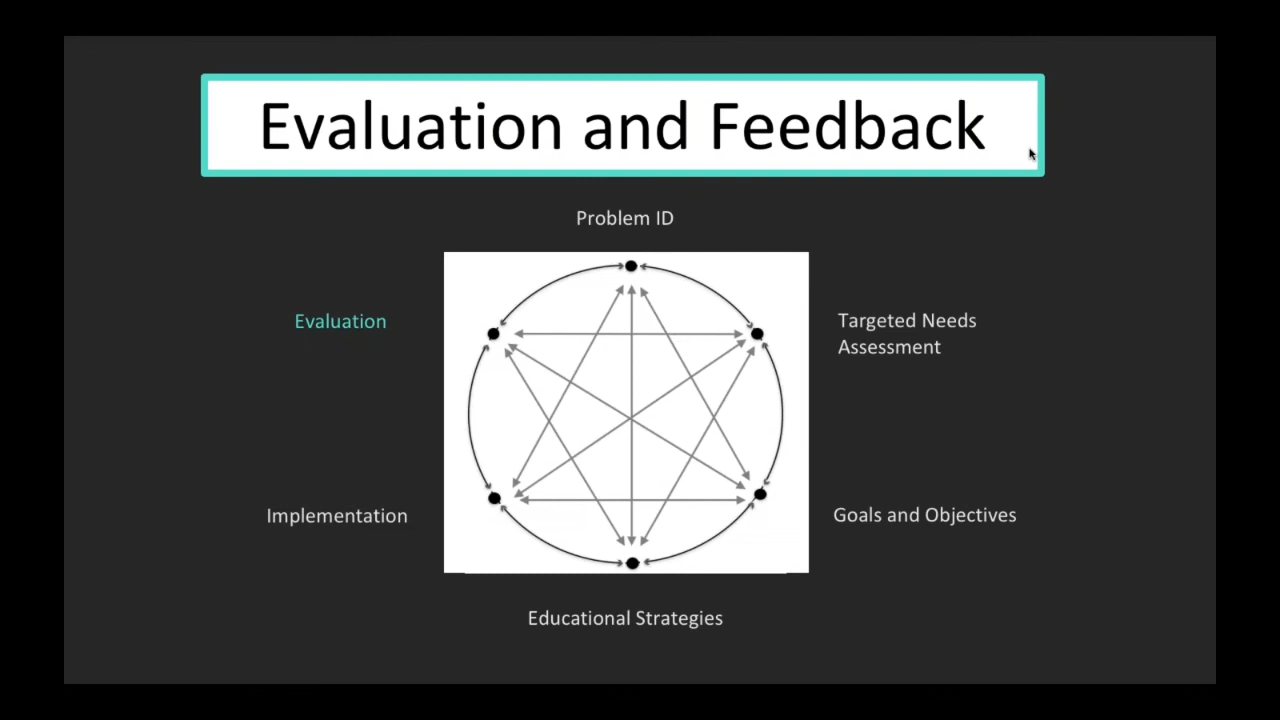 Evaluation and Feedback
Problem ID
Evaluation
Targeted Needs
Assessment
Implementation
Goals and Objectives
Educational Strategies